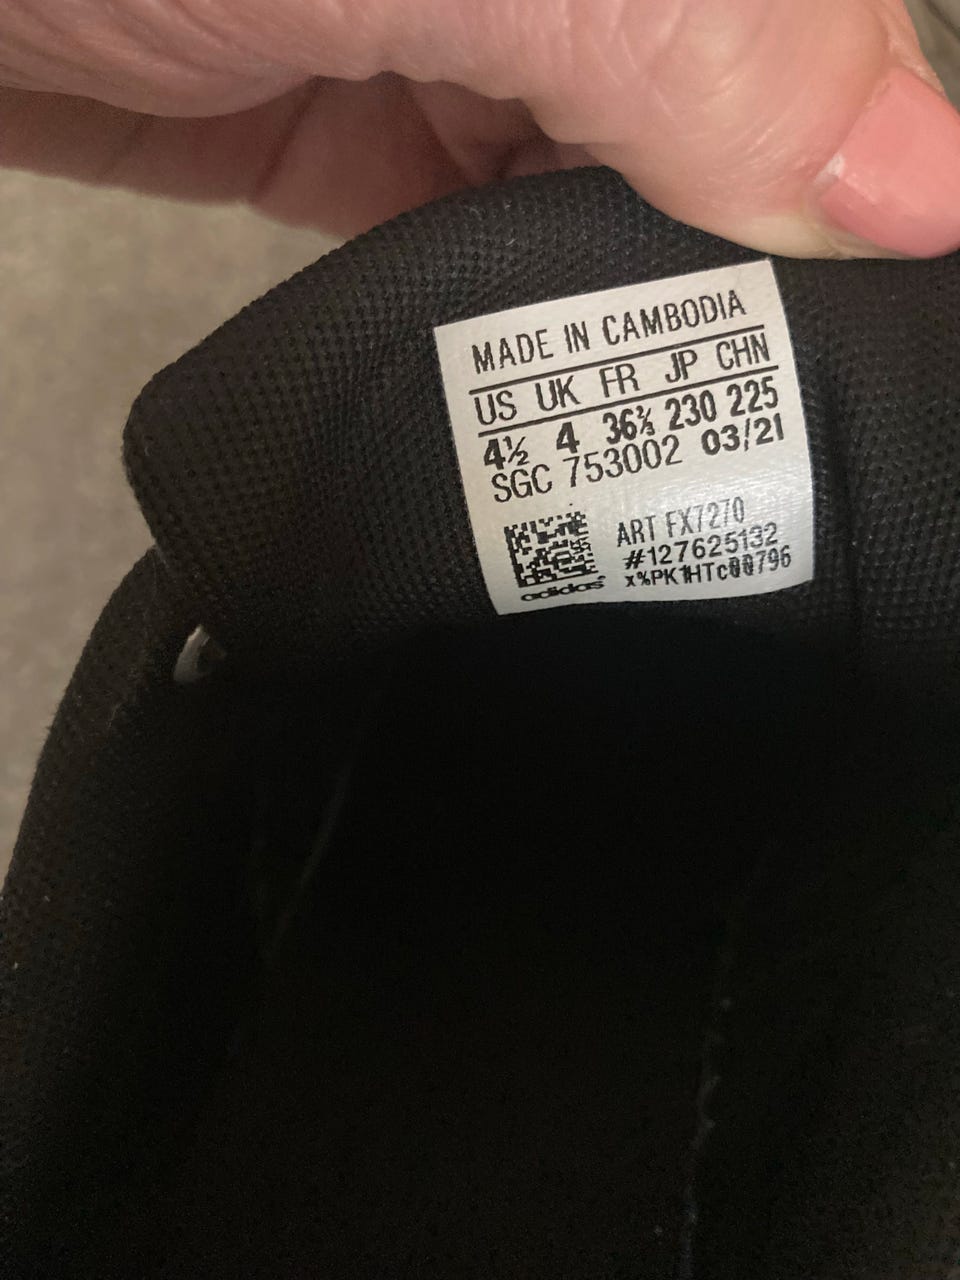 MADE IN CAMBODIA
US UK FR JP CHN
4½ 4 36⅔ 230 225
SGC 753002 03/21
ART FX7270
#127625132
adidas